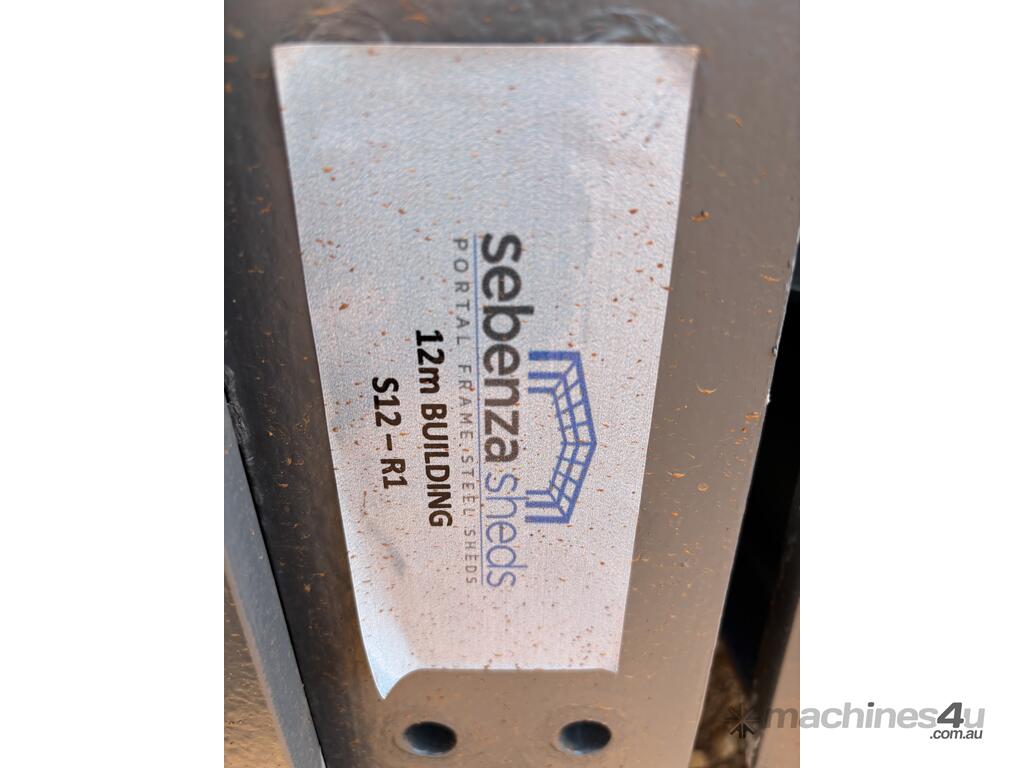 sebenza sheds
PORTAL FRAME STEEL SHEDS
12m BUILDING
S12 – R1
machines4u
.com.au